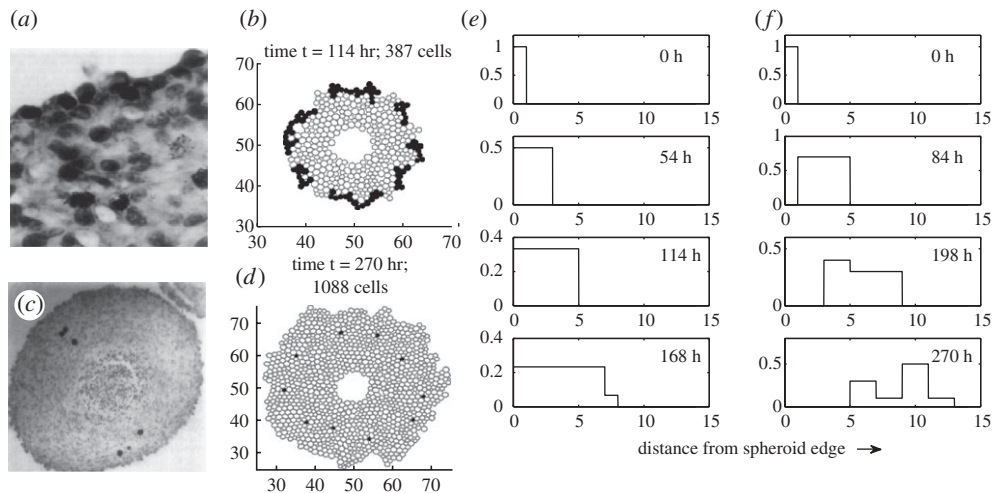 (a)
(b)
time t = 114 hr; 387 cells
70
60
50
40
30
30 40 50 60 70
(c)
(d)
time t = 270 hr;
1088 cells
70
60
50
40
30
30 40 50 60 70
(e)
1
0.5
0
0 h
0 5 10 15
0.5
0
54 h
0 5 10 15
0.4
0.2
0
114 h
0 5 10 15
0.4
0.2
0
168 h
0 5 10 15
(f)
1
0.5
0
0 h
0 5 10 15
1
0.5
0
84 h
0 5 10 15
0.5
0
198 h
0 5 10 15
0.5
0
270 h
0 5 10 15
distance from spheroid edge →